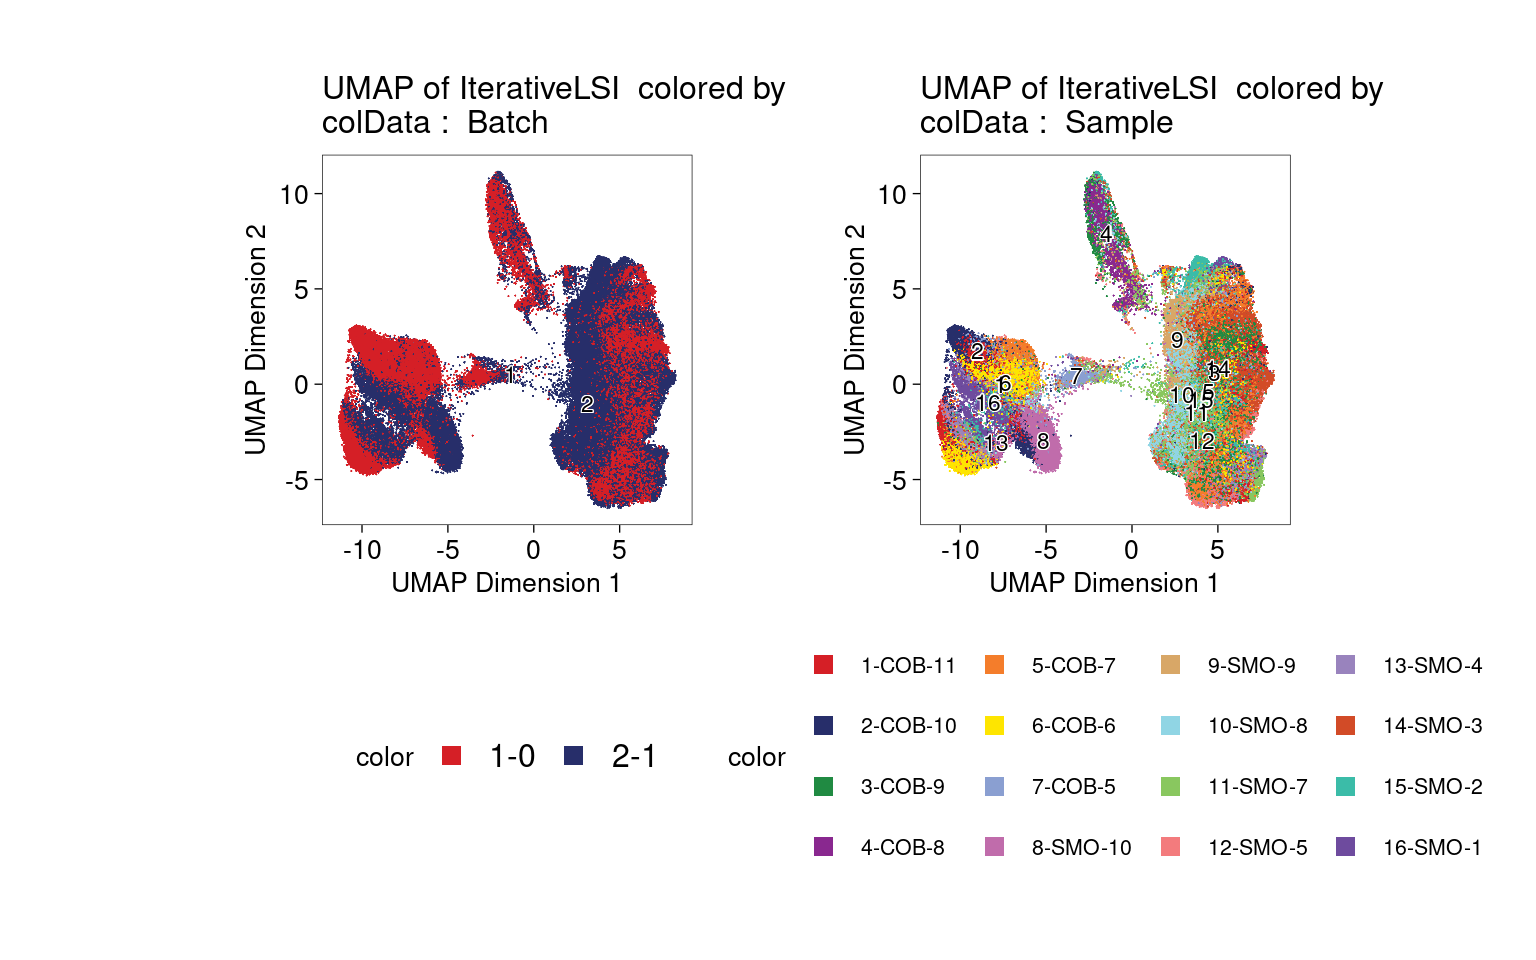 UMAP of IterativeLSI  colored by
colData :  Batch
UMAP Dimension 2
10
5
0
-5
1
2
-10
-5
0
5
UMAP Dimension 1
color
1-0
2-1
UMAP of IterativeLSI  colored by
colData :  Sample
UMAP Dimension 2
10
5
0
-5
4
9
2
7
6
14
10
5
16
11
13
8
12
-10
-5
0
5
UMAP Dimension 1
color
1-COB-11
5-COB-7
9-SMO-9
13-SMO-4
2-COB-10
6-COB-6
10-SMO-8
14-SMO-3
3-COB-9
7-COB-5
11-SMO-7
15-SMO-2
4-COB-8
8-SMO-10
12-SMO-5
16-SMO-1